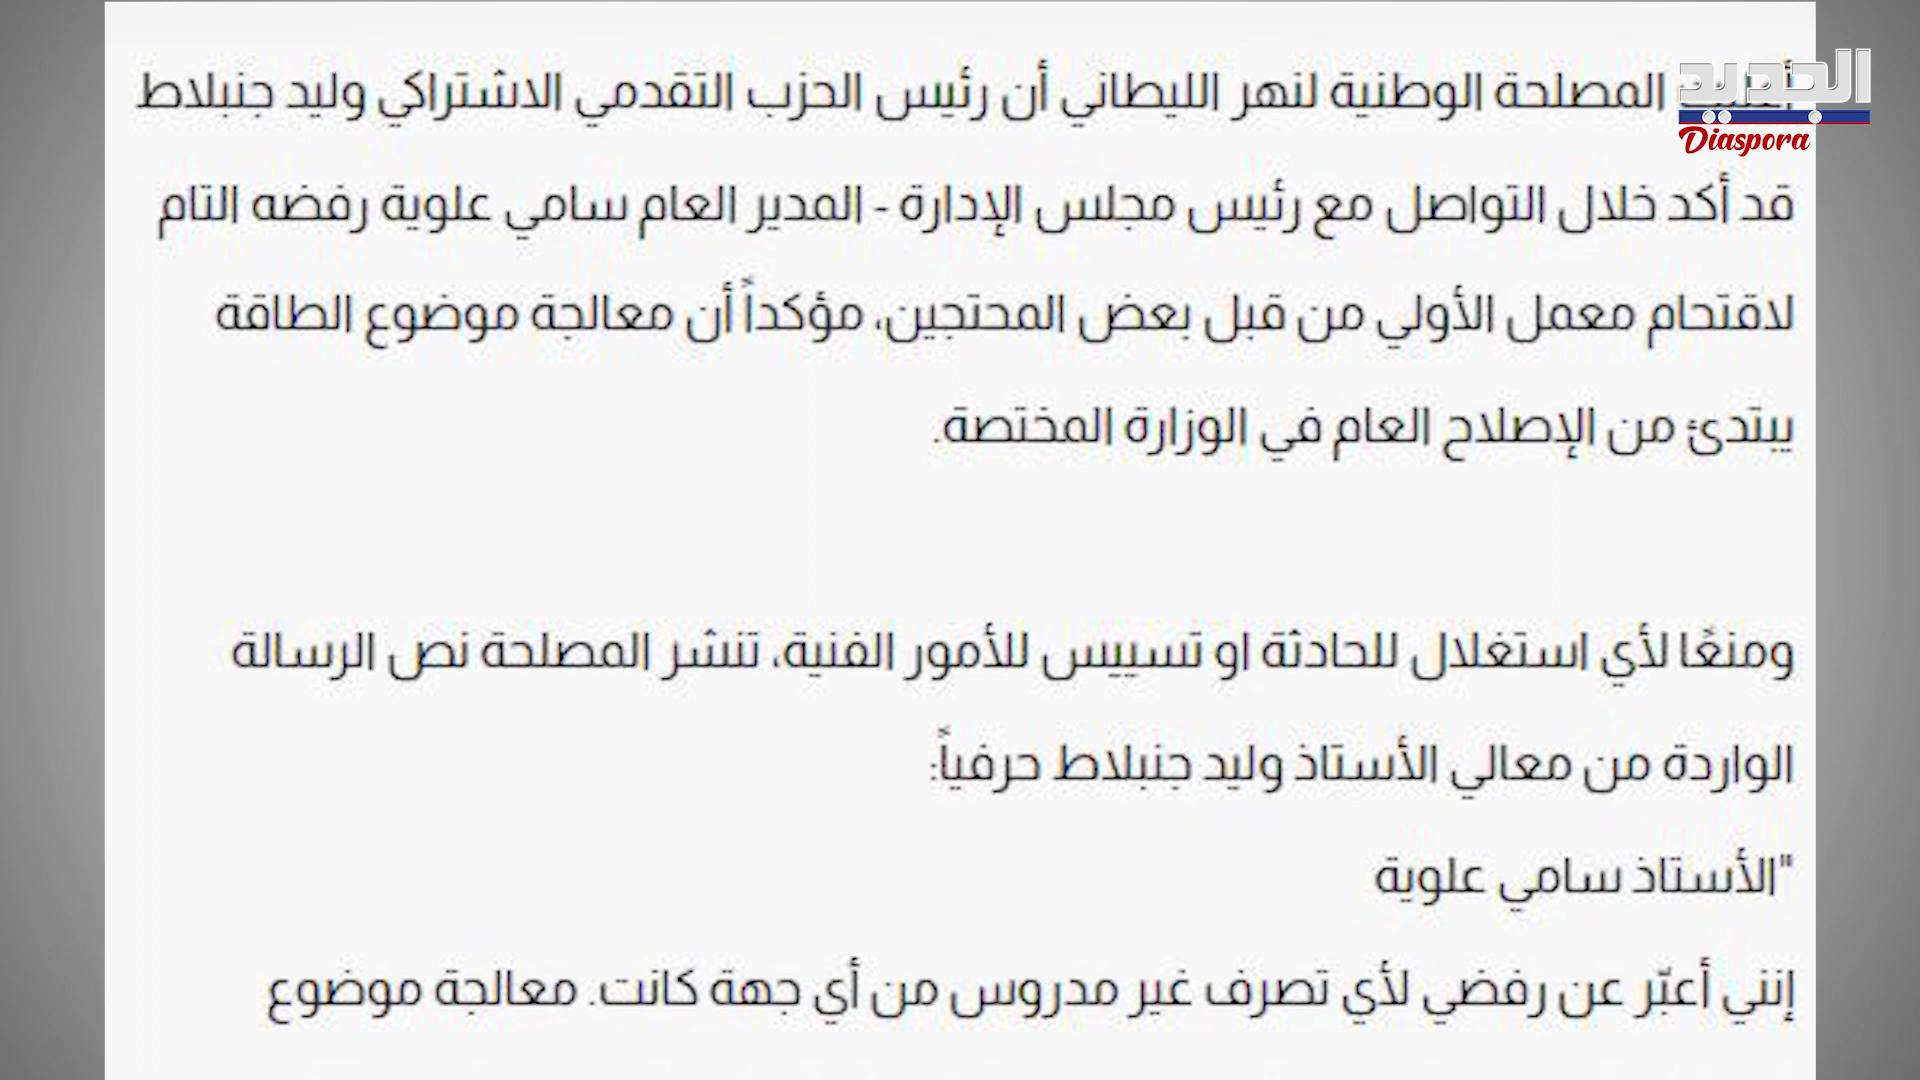 الجديد
Diaspora
المصلحة الوطنية لنهر الليطاني أن رئيس الحزب التقدمي الاشتراكي وليد جنبلاط
قد أكد خلال التواصل مع رئيس مجلس الإدارة - المدير العام سامي علوية رفضه التام
لاقتحام معمل الأولي من قبل بعض المحتجين، مؤكداً أن معالجة موضوع الطاقة
يبتدئ من الإصلاح العام في الوزارة المختصة.
ومنعًا لأي استغلال للحادثة او تسييس للأمور الفنية، تنشر المصلحة نص الرسالة
الواردة من معالي الأستاذ وليد جنبلاط حرفياً:
"الأستاذ سامي علوية
إنني أعبّر عن رفضي لأي تصرف غير مدروس من أي جهة كانت. معالجة موضوع